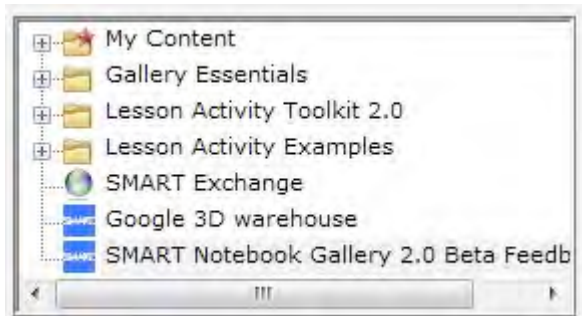 My Content
Gallery Essentials
Lesson Activity Toolkit 2.0
Lesson Activity Examples
SMART Exchange
Google 3D warehouse
SMART Notebook Gallery 2.0 Beta Feedb